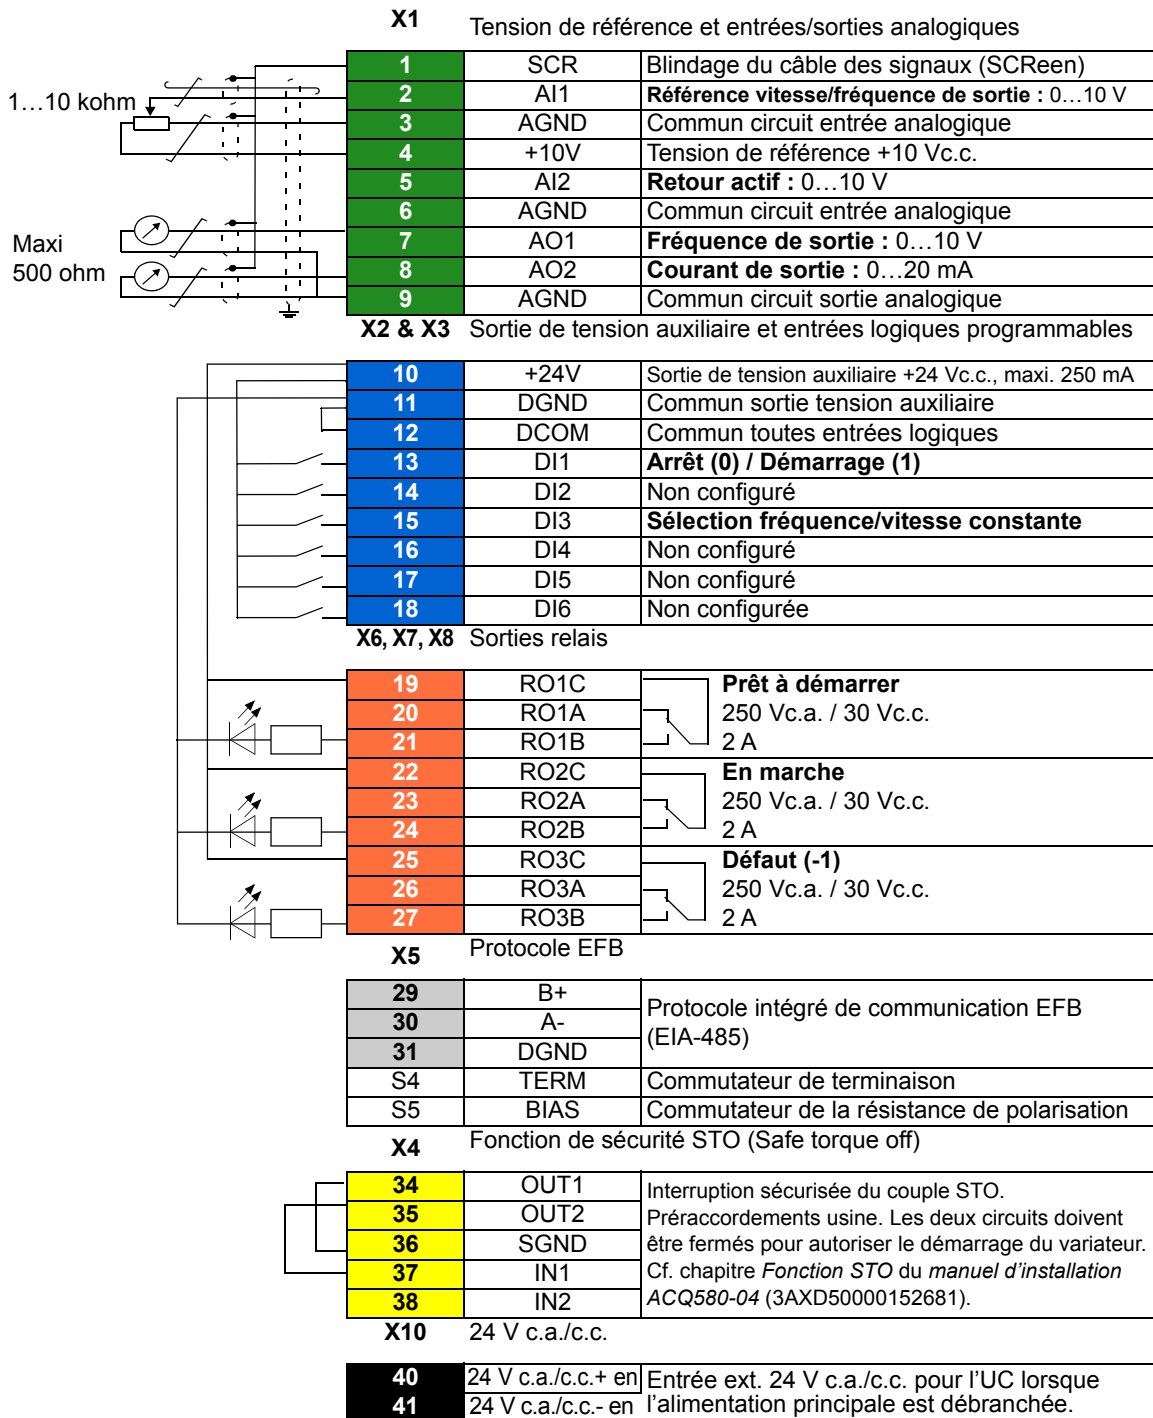 X1 Tension de référence et entrées/sorties analogiques
1 SCR Blindage du câble des signaux (SCReen)
1…10 kohm
2 AI1 Référence vitesse/fréquence de sortie : 0…10 V
3 AGND Commun circuit entrée analogique
4 +10V Tension de référence +10 Vc.c.
5 AI2 Retour actif : 0…10 V
6 AGND Commun circuit entrée analogique
Maxi
500 ohm
7 AO1 Fréquence de sortie : 0…10 V
8 AO2 Courant de sortie : 0…20 mA
9 AGND Commun circuit sortie analogique
X2 & X3 Sortie de tension auxiliaire et entrées logiques programmables
10 +24V Sortie de tension auxiliaire +24 Vc.c., maxi. 250 mA
11 DGND Commun sortie tension auxiliaire
12 DCOM Commun toutes entrées logiques
13 DI1 Arrêt (0) / Démarrage (1)
14 DI2 Non configuré
15 DI3 Sélection fréquence/vitesse constante
16 DI4 Non configuré
17 DI5 Non configuré
18 DI6 Non configurée
X6, X7, X8 Sorties relais
19 RO1C Prêt à démarrer
20 RO1A 250 Vc.a. / 30 Vc.c.
21 RO1B 2 A
22 RO2C En marche
23 RO2A 250 Vc.a. / 30 Vc.c.
24 RO2B 2 A
25 RO3C Défaut (-1)
26 RO3A 250 Vc.a. / 30 Vc.c.
27 RO3B 2 A
X5 Protocole EFB
29 B+
30 A-
31 DGND
Protocole intégré de communication EFB
(EIA-485)
S4 TERM Commutateur de terminaison
S5 BIAS Commutateur de la résistance de polarisation
X4 Fonction de sécurité STO (Safe torque off)
34 OUT1 Interruption sécurisée du couple STO.
35 OUT2 Préraccordements usine. Les deux circuits doivent
36 SGND être fermés pour autoriser le démarrage du variateur.
37 IN1 Cf. chapitre Fonction STO du manuel d'installation
38 IN2 ACQ580-04 (3AXD50000152681).
X10 24 V c.a./c.c.
40 24 V c.a./c.c.+ en Entrée ext. 24 V c.a./c.c. pour l'UC lorsque
41 24 V c.a./c.c.- en l'alimentation principale est débranchée.